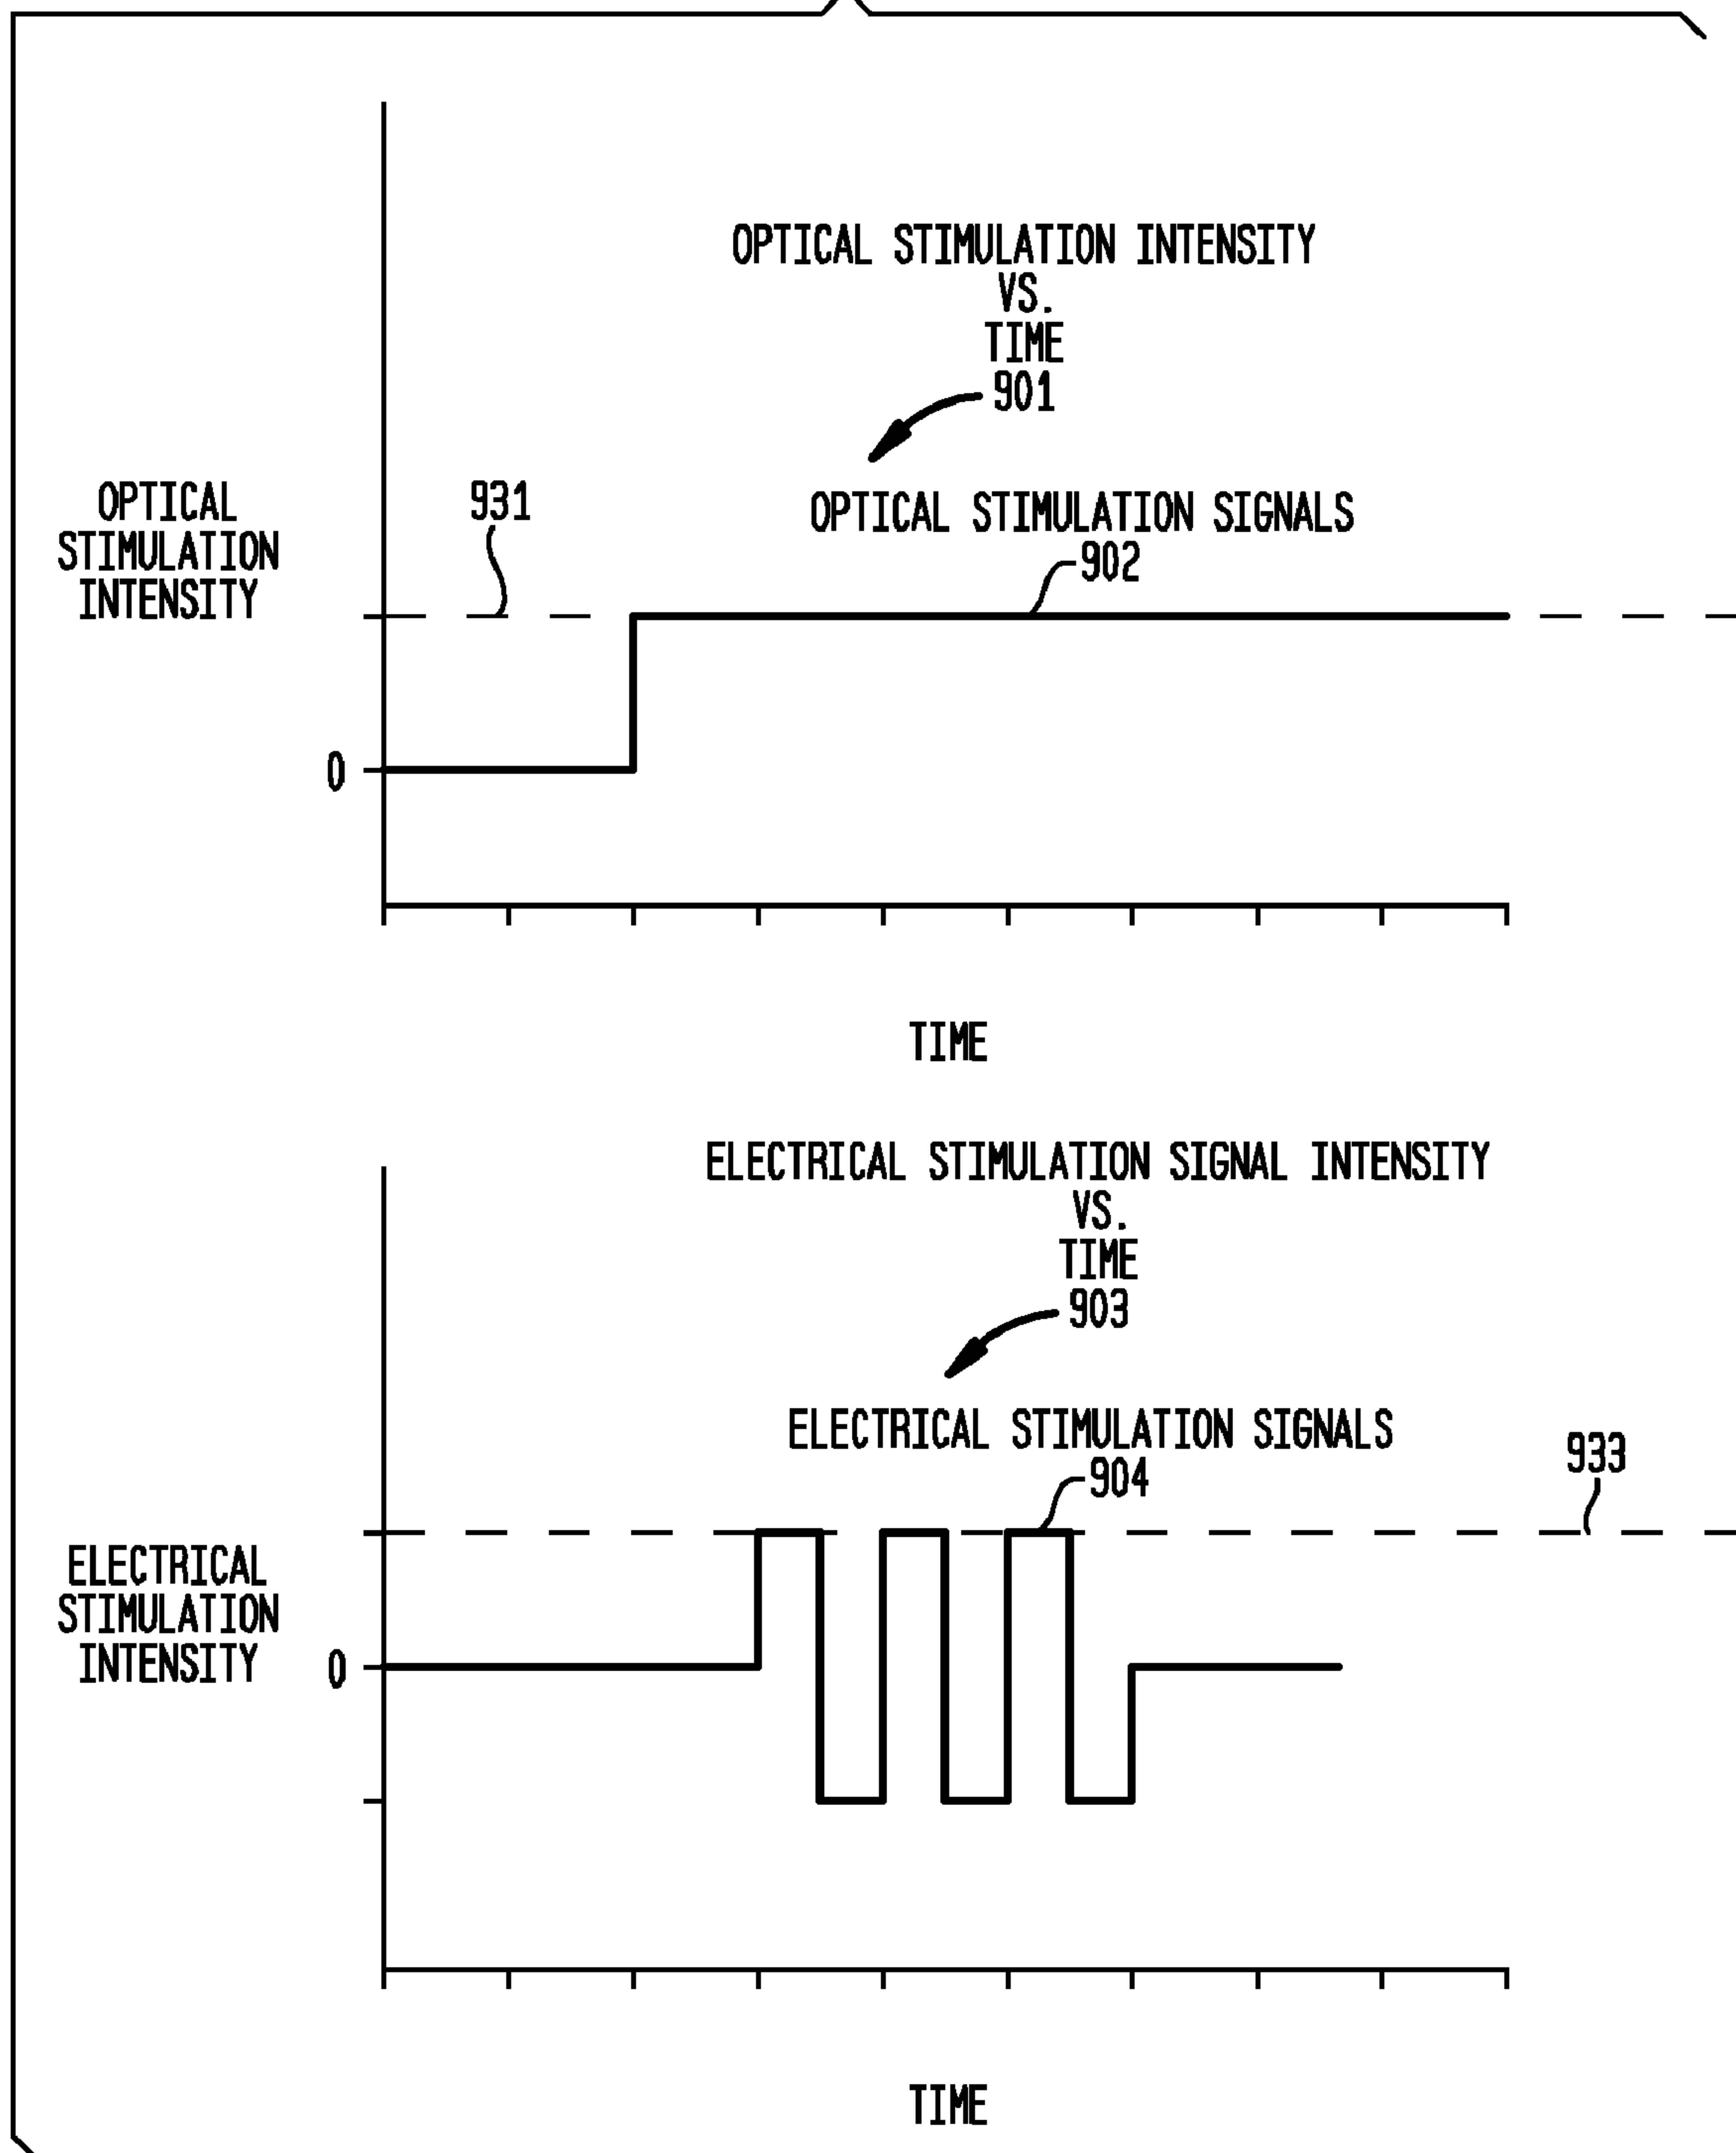 OPTICAL STIMULATION INTENSITY
VS.
TIME
901
OPTICAL
STIMULATION
INTENSITY
931
OPTICAL STIMULATION SIGNALS
902
0
TIME
ELECTRICAL STIMULATION SIGNAL INTENSITY
VS.
TIME
903
ELECTRICAL STIMULATION SIGNALS
904
933
ELECTRICAL
STIMULATION
INTENSITY
0
TIME